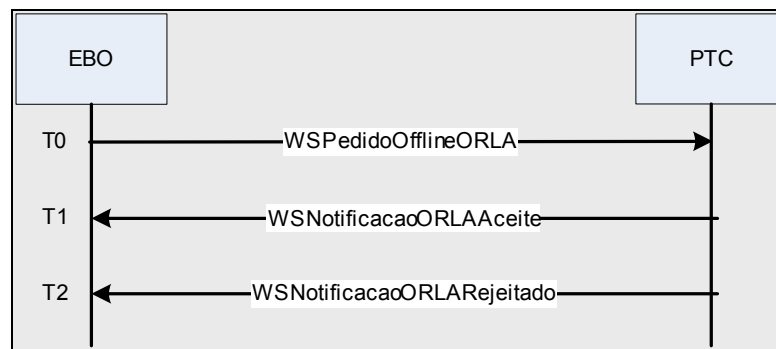 EBO
PTC
T0
WSPedidoOfflineORLA
T1
WSNotificacaoORLAAceite
T2
WSNotificacaoORLARejeitado